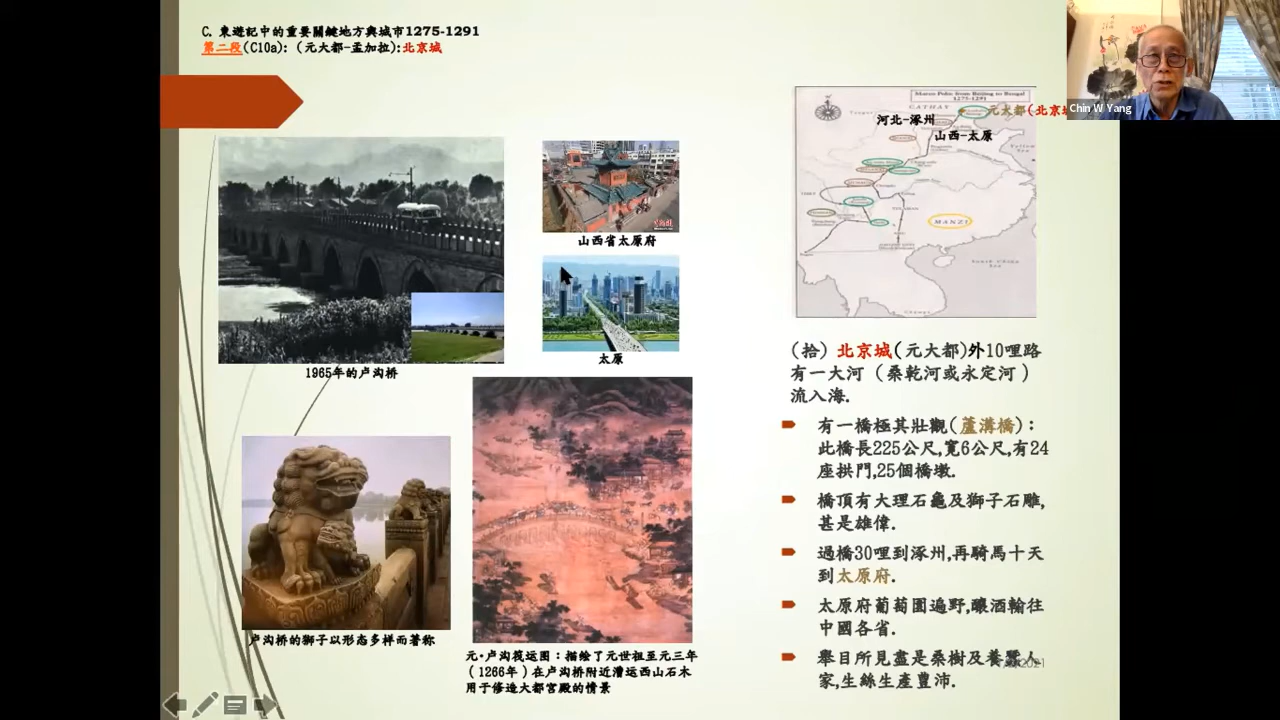 C. 東遊記中的重要關鍵地方與城市1275-1291
第二段(C10a): (元大都-孟加拉):北京城
Chin W Yang
Marco Polo: from Beijing to Bengal
1275-1291
CATHAY
元大都(北京城
河北-涿州
山西-太原
MANZI
South China
Sea
山西省太原府
太原
1965年的卢沟桥
卢沟桥的狮子以形态多样而著称
元·卢沟筏运图：描绘了元世祖至元三年
（1266年）在卢沟桥附近漕运西山石木
用于修造大都宫殿的情景
(拾) 北京城(元大都)外10哩路
有一大河（桑乾河或永定河）
流入海.
有一橋極其壯觀(蘆溝橋)：
此橋長225公尺,寬6公尺,有24
座拱門,25個橋墩.
橋頂有大理石龜及獅子石雕,
甚是雄偉.
過橋30哩到涿州,再騎馬十天
到太原府.
太原府葡萄園遍野,釀酒輸往
中國各省.
舉目所見盡是桑樹及養蠶人
家,生絲生產豐沛.